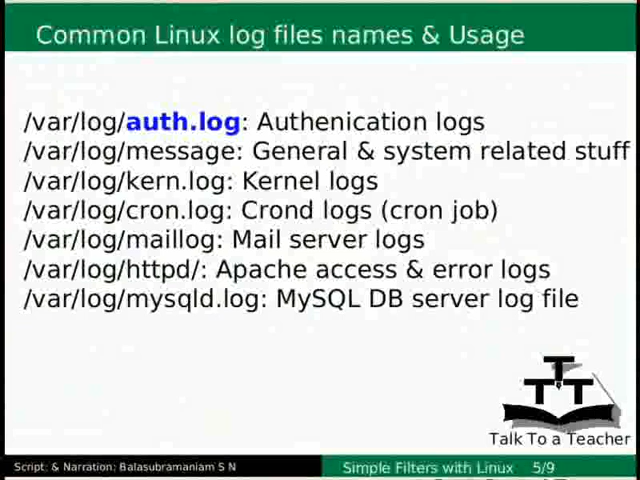 Common Linux log files names & Usage
/var/log/auth.log: Authenication logs
/var/log/message: General & system related stuff
/var/log/kern.log: Kernel logs
/var/log/cron.log: Crond logs (cron job)
/var/log/maillog: Mail server logs
/var/log/httpd/: Apache access & error logs
/var/log/mysqld.log: MySQL DB server log file
TTT
Talk To a Teacher
Script: & Narration: Balasubramaniam S N
Simple Filters with Linux 5/9